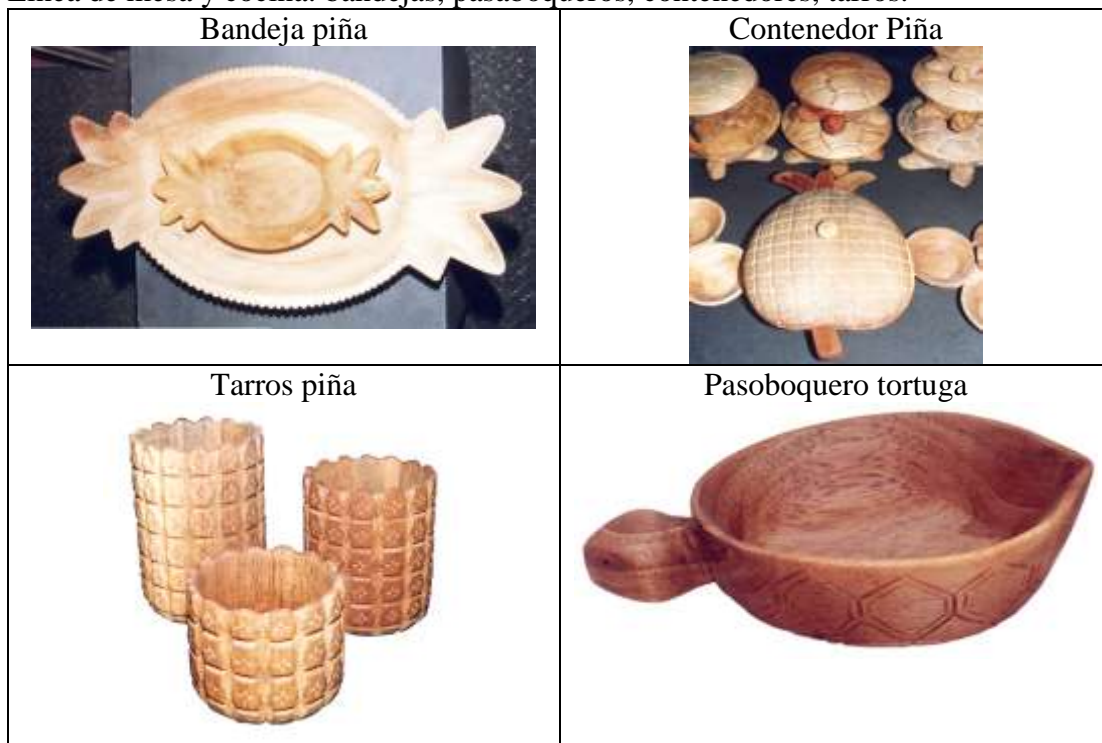 Línea de mesa y cocina: bandejas, pasaboqueros, contenedores, tarros.
Bandeja piña
Contenedor Piña
Tarros piña
Pasoboquero tortuga